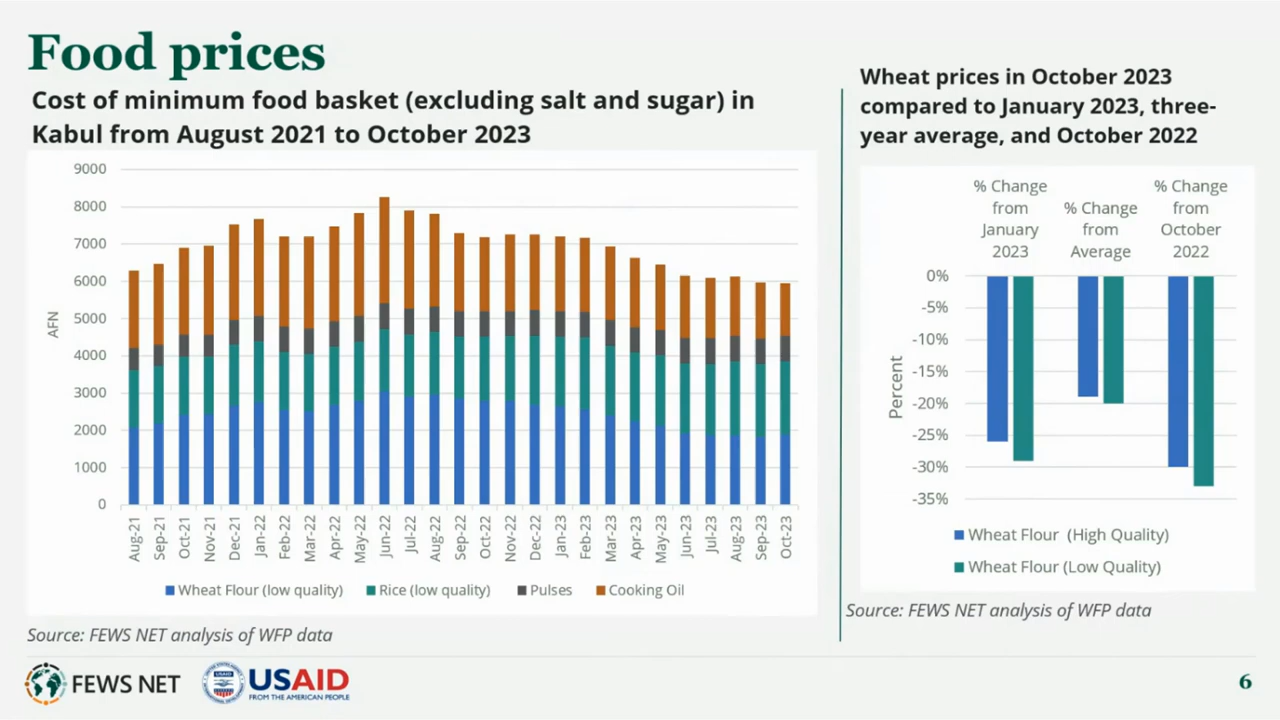 Food prices
Cost of minimum food basket (excluding salt and sugar) in
Kabul from August 2021 to October 2023
9000
8000
7000
6000
5000
4000
3000
2000
1000
0
AFN
Aug-21
Sep-21
Oct-21
Nov-21
Dec-21
Jan-22
Feb-22
Mar-22
Apr-22
May-22
Jun-22
Jul-22
Aug-22
Sep-22
Oct-22
Nov-22
Dec-22
Jan-23
Feb-23
Mar-23
Apr-23
May-23
Jun-23
Jul-23
Aug-23
Sep-23
Oct-23
Wheat Flour (low quality) Rice (low quality) Pulses Cooking Oil
Source: FEWS NET analysis of WFP data
Wheat prices in October 2023
compared to January 2023, three-
year average, and October 2022
% Change
from
January
2023
% Change
from
Average
% Change
from
October
2022
0%
-5%
-10%
-15%
-20%
-25%
-30%
-35%
Percent
Wheat Flour (High Quality)
Wheat Flour (Low Quality)
Source: FEWS NET analysis of WFP data
FEWS NET
USAID
USAID
FROM THE AMERICAN PEOPLE
6